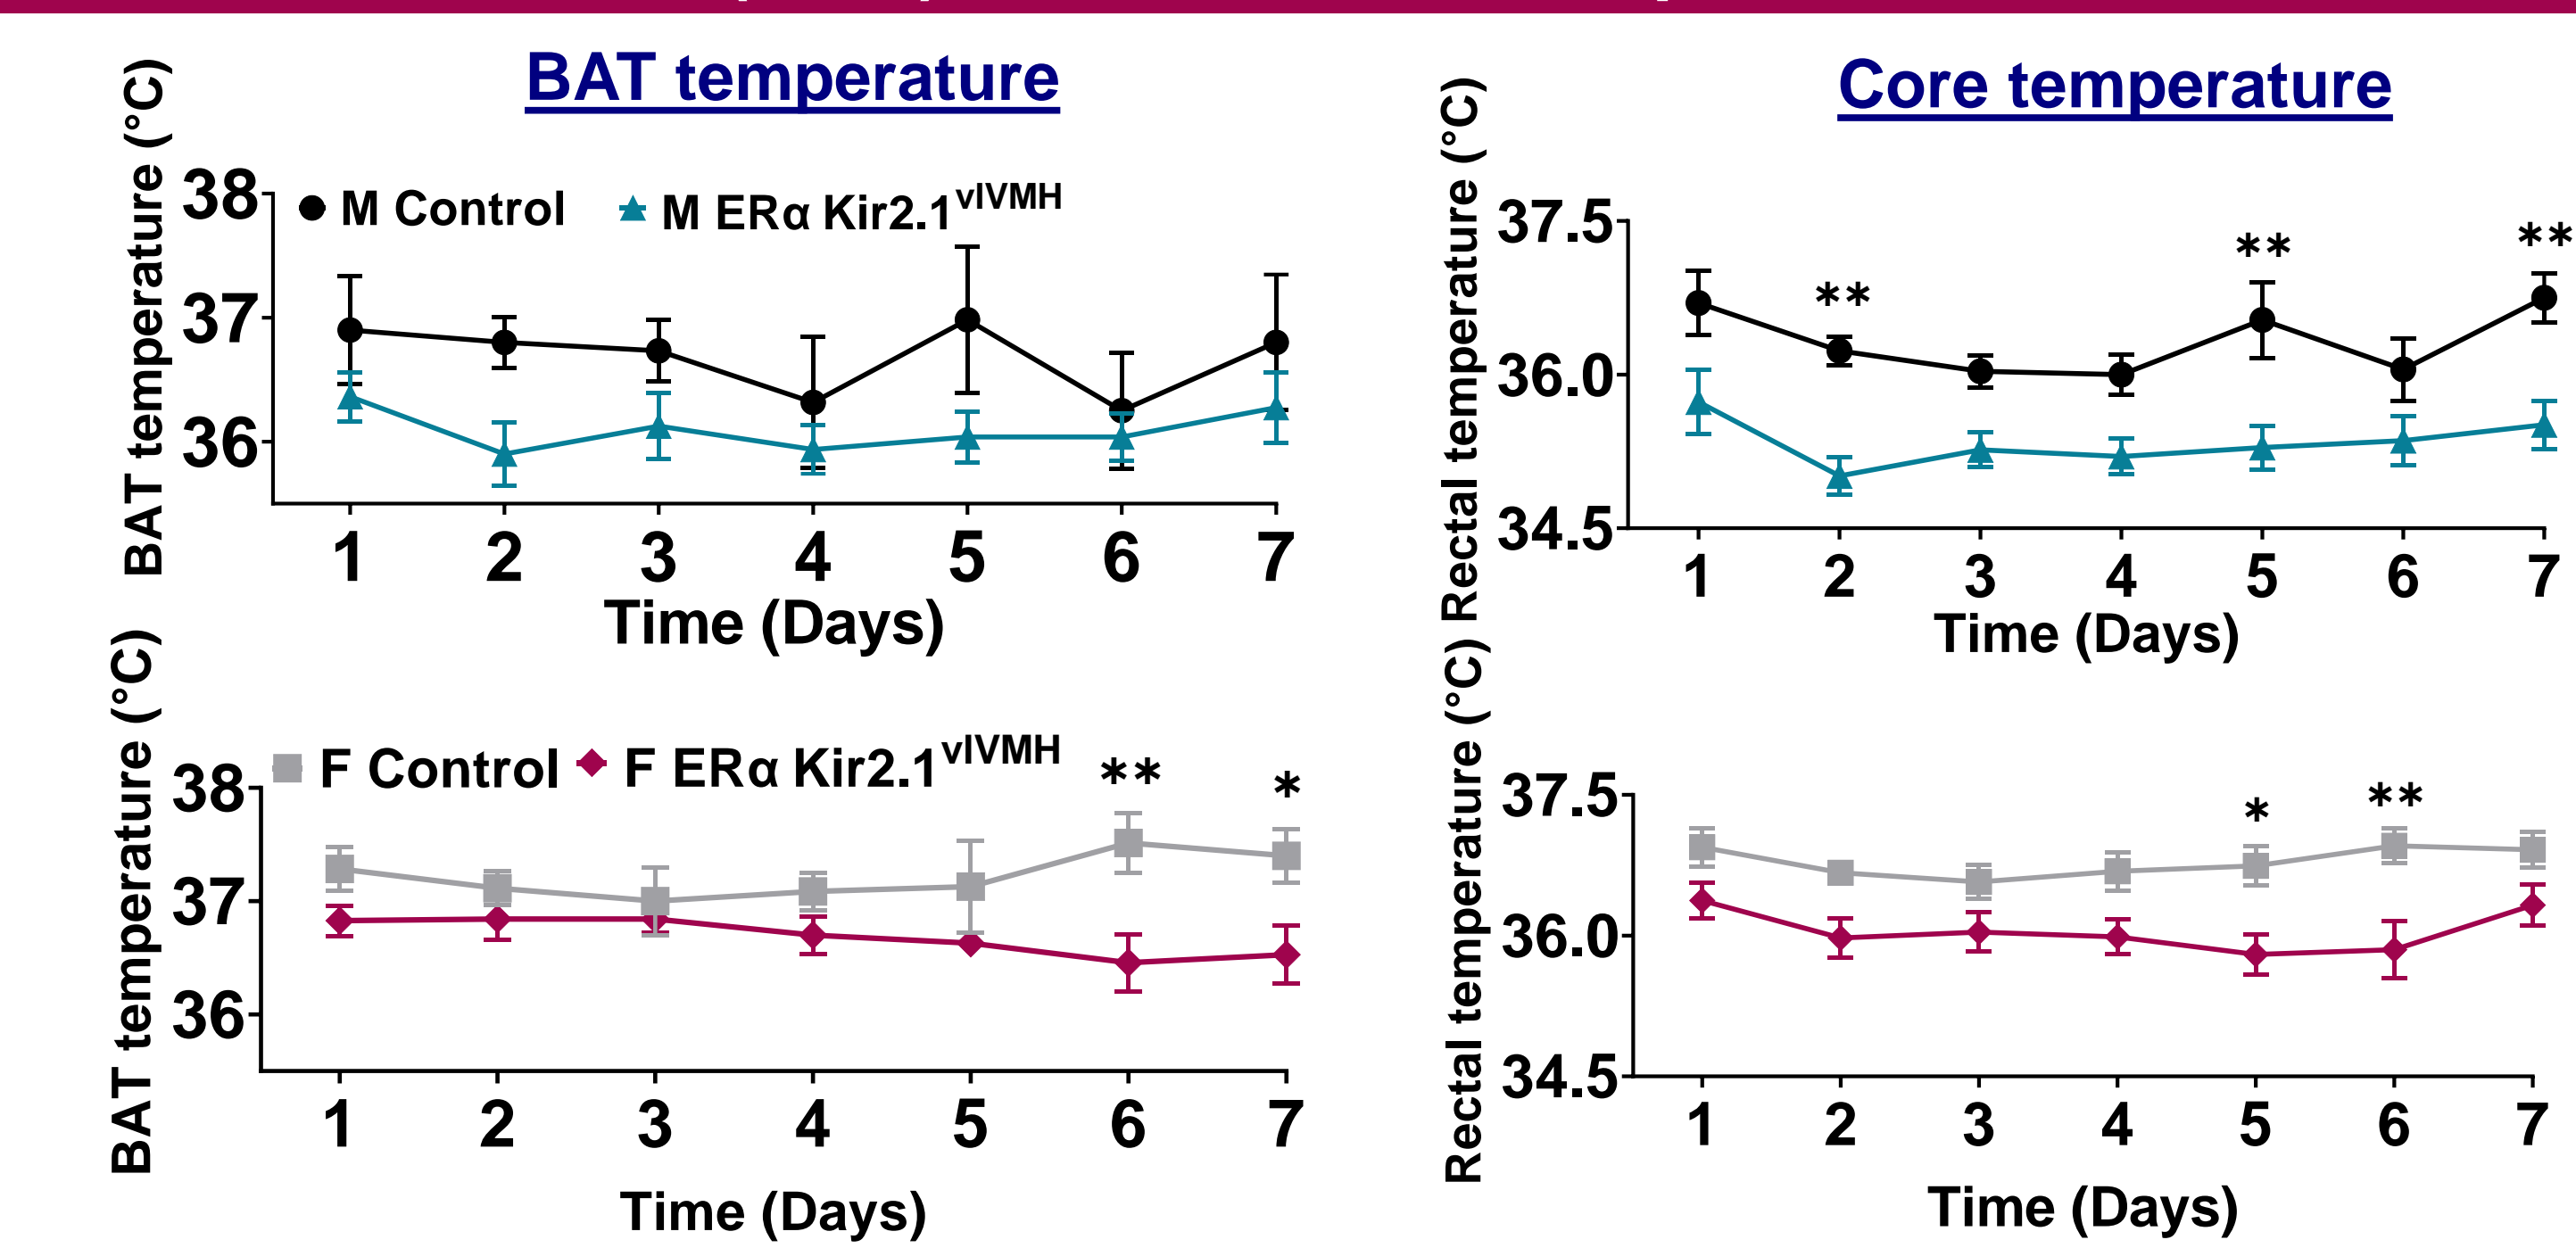 BAT temperature
BAT temperature (°C)
M Control M ERα Kir2.1vlVMH
38
37
36
1 2 3 4 5 6 7
Time (Days)
Core temperature
Rectal temperature (°C)
37.5
36.0
34.5
** ** **
1 2 3 4 5 6 7
Time (Days)
BAT temperature (°C)
F Control F ERα Kir2.1vlVMH
** *
38
37
36
1 2 3 4 5 6 7
Time (Days)
Rectal temperature (°C)
37.5
36.0
34.5
* **
1 2 3 4 5 6 7
Time (Days)